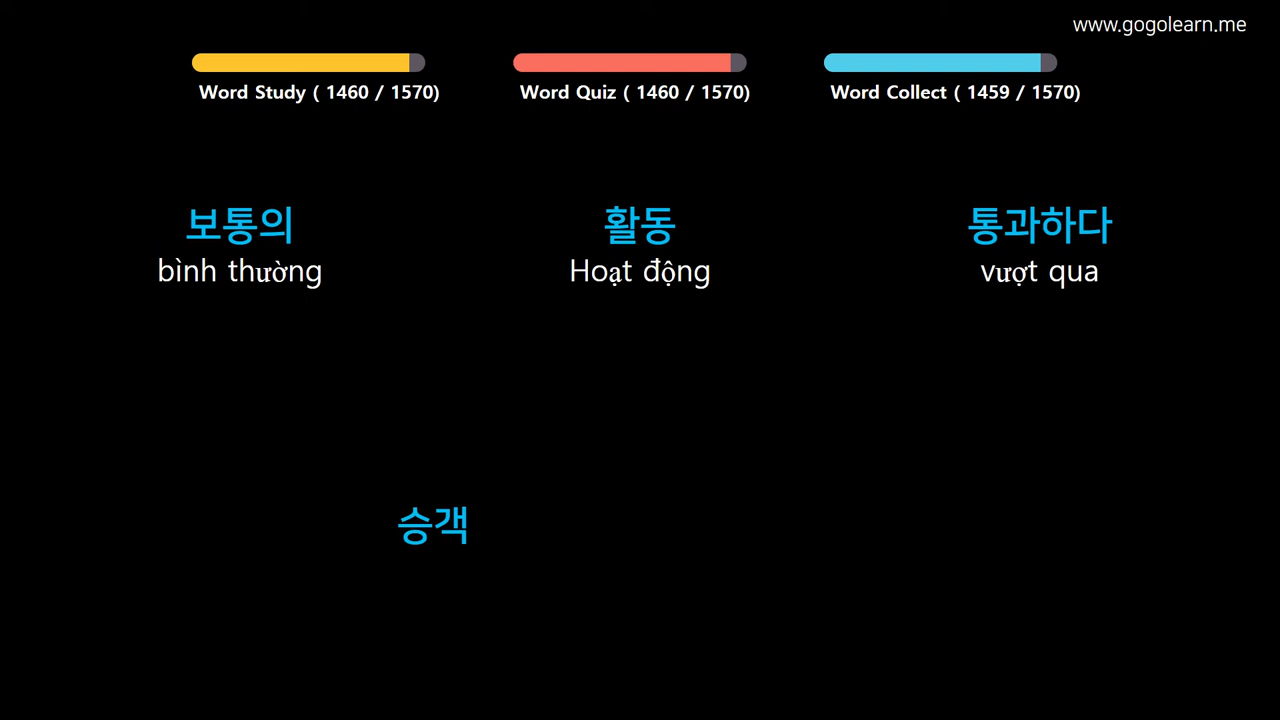 www.gogolearn.me
Word Study ( 1460 / 1570)
Word Quiz ( 1460 / 1570)
Word Collect ( 1459 / 1570)
보통의
활동
통과하다
bình thường
Hoạt động
vượt qua
승객